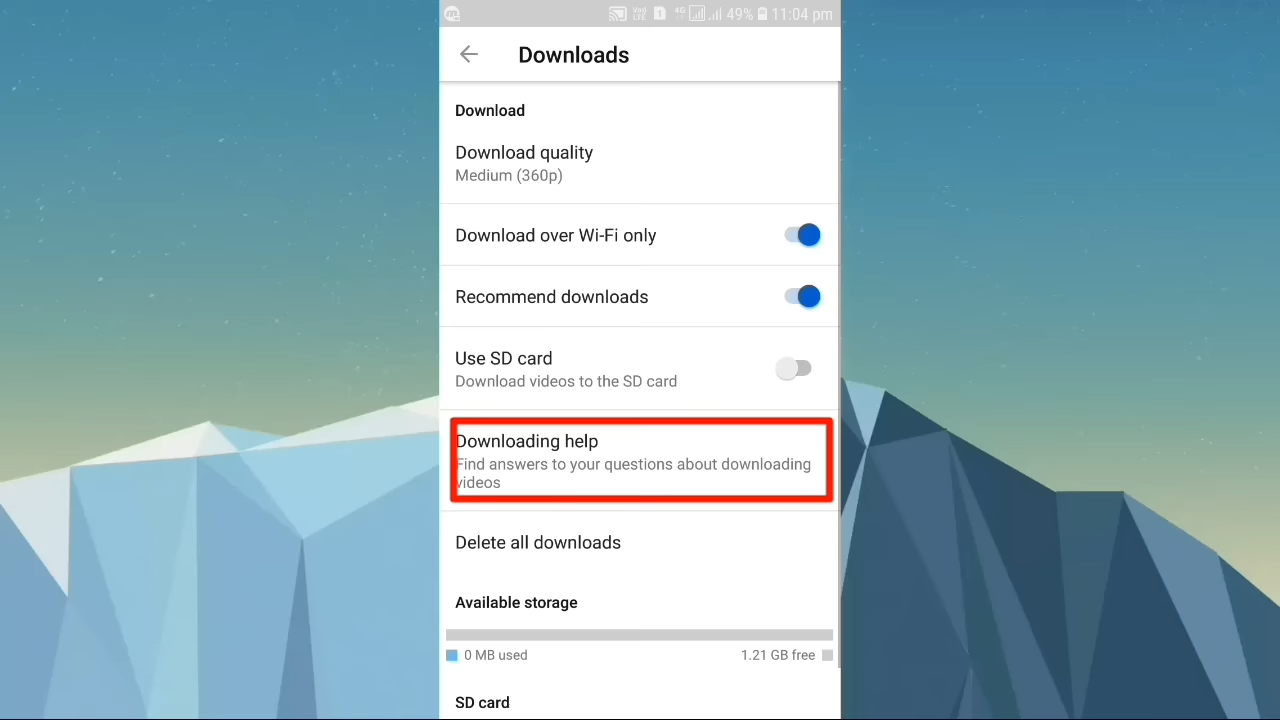 49% 11:04 pm
Downloads
Download
Download quality
Medium (360p)
Download over Wi-Fi only
Recommend downloads
Use SD card
Download videos to the SD card
Downloading help
Find answers to your questions about downloading
videos
Delete all downloads
Available storage
0 MB used
1.21 GB free
SD card